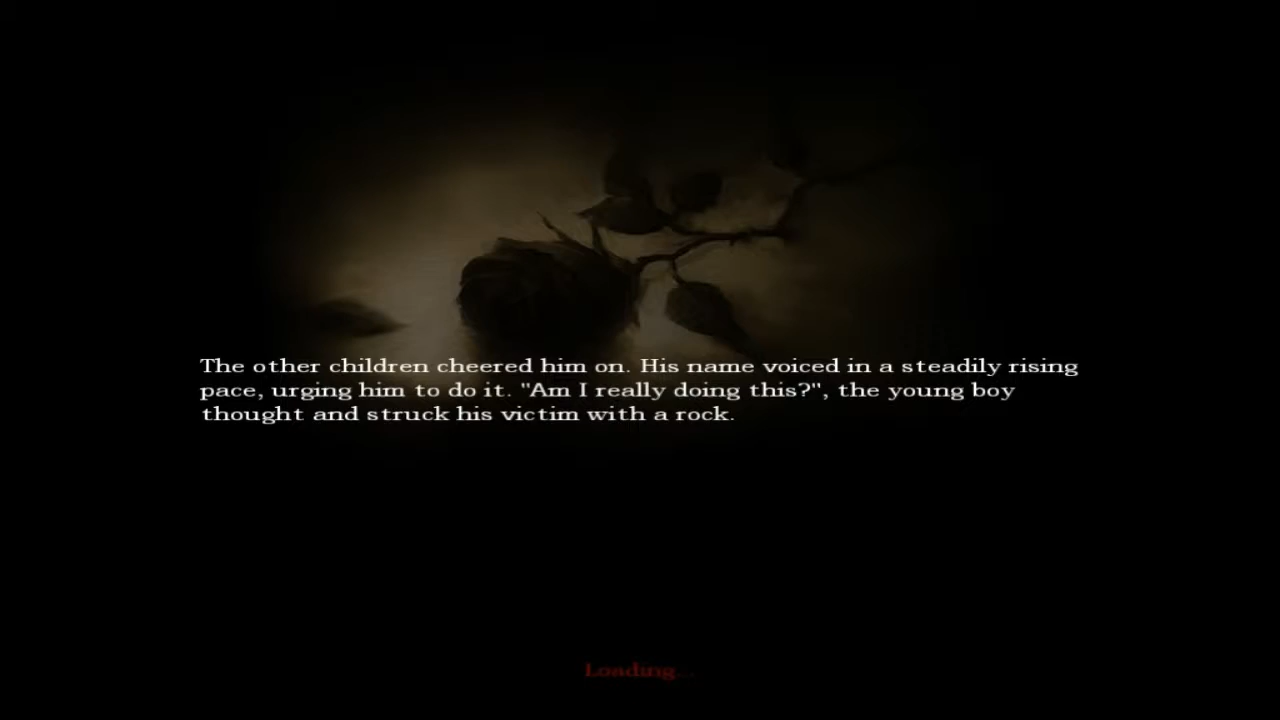 The other children cheered him on. His name voiced in a steadily rising
pace, urging him to do it. "Am I really doing this?", the young boy
thought and struck his victim with a rock.
Loading...